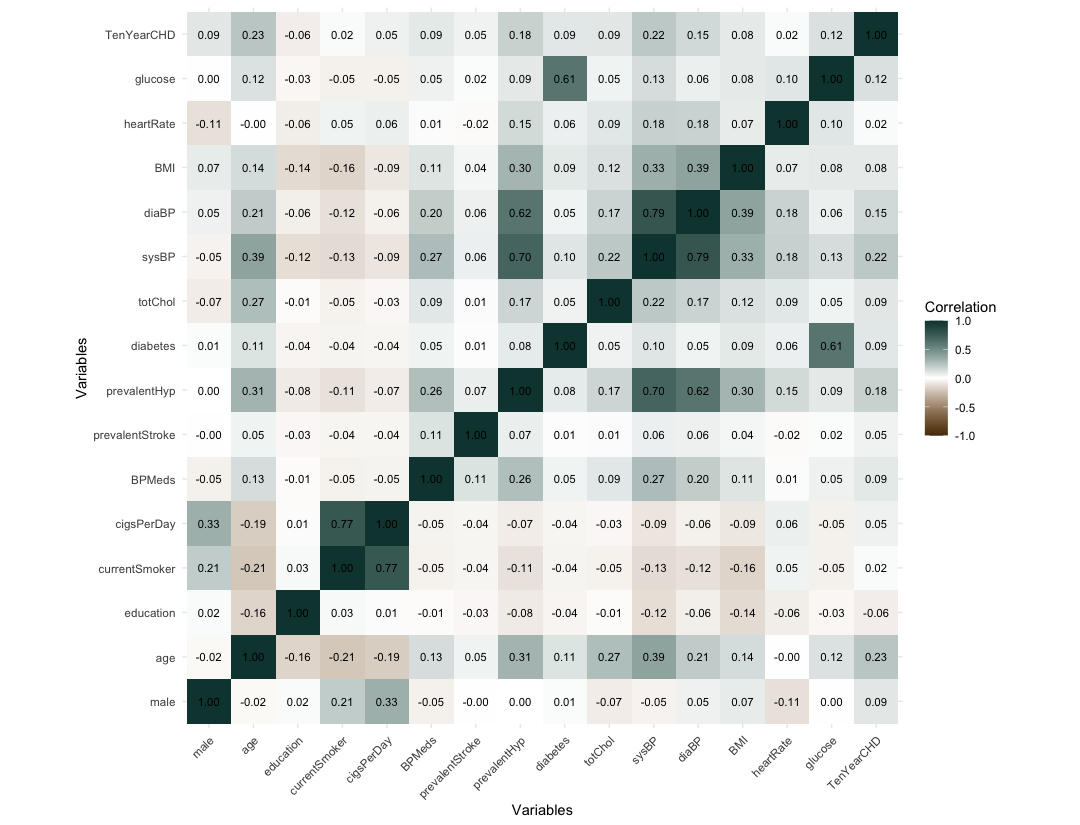 TenYearCHD 0.09 0.23 -0.06 0.02 0.05 0.09 0.05 0.18 0.09 0.09 0.22 0.15 0.08 0.02 0.12 1.00
glucose 0.00 0.12 -0.03 -0.05 -0.05 0.05 0.02 0.09 0.61 0.05 0.13 0.06 0.08 0.10 1.00 0.12
heartRate -0.11 -0.00 -0.06 0.05 0.06 0.01 -0.02 0.15 0.06 0.09 0.18 0.18 0.07 1.00 0.10 0.02
BMI 0.07 0.14 -0.14 -0.16 -0.09 0.11 0.04 0.30 0.09 0.12 0.33 0.39 1.00 0.07 0.08 0.08
diaBP 0.05 0.21 -0.06 -0.12 -0.06 0.20 0.06 0.62 0.05 0.17 0.79 1.00 0.39 0.18 0.06 0.15
sysBP -0.05 0.39 -0.12 -0.13 -0.09 0.27 0.06 0.70 0.10 0.22 1.00 0.79 0.33 0.18 0.13 0.22
totChol -0.07 0.27 -0.01 -0.05 -0.03 0.09 0.01 0.17 0.05 1.00 0.22 0.17 0.12 0.09 0.05 0.09
diabetes 0.01 0.11 -0.04 -0.04 -0.04 0.05 0.01 0.08 1.00 0.05 0.10 0.05 0.09 0.06 0.61 0.09
prevalentHyp 0.00 0.31 -0.08 -0.11 -0.07 0.26 0.07 1.00 0.08 0.17 0.70 0.62 0.30 0.15 0.09 0.18
prevalentStroke -0.00 0.05 -0.03 -0.04 -0.04 0.11 1.00 0.07 0.01 0.01 0.06 0.06 0.04 -0.02 0.02 0.05
BPMeds -0.05 0.13 -0.01 -0.05 -0.05 1.00 0.11 0.26 0.05 0.09 0.27 0.20 0.11 0.01 0.05 0.09
cigsPerDay 0.33 -0.19 0.01 0.77 1.00 -0.05 -0.04 -0.07 -0.04 -0.03 -0.09 -0.06 -0.09 0.06 -0.05 0.05
currentSmoker 0.21 -0.21 0.03 1.00 0.77 -0.05 -0.04 -0.11 -0.04 -0.05 -0.13 -0.12 -0.16 0.05 -0.05 0.02
education 0.02 -0.16 1.00 0.03 0.01 -0.01 -0.03 -0.08 -0.04 -0.01 -0.12 -0.06 -0.14 -0.06 -0.03 -0.06
age -0.02 1.00 -0.16 -0.21 -0.19 0.13 0.05 0.31 0.11 0.27 0.39 0.21 0.14 -0.00 0.12 0.23
male 1.00 -0.02 0.02 0.21 0.33 -0.05 -0.00 0.00 0.01 -0.07 -0.05 0.05 0.07 -0.11 0.00 0.09
male age education currentSmoker cigsPerDay BPMeds prevalentStroke prevalentHyp diabetes totChol sysBP diaBP BMI heartRate glucose TenYearCHD
Variables
Variables
Correlation
1.0
0.5
0.0
-0.5
-1.0